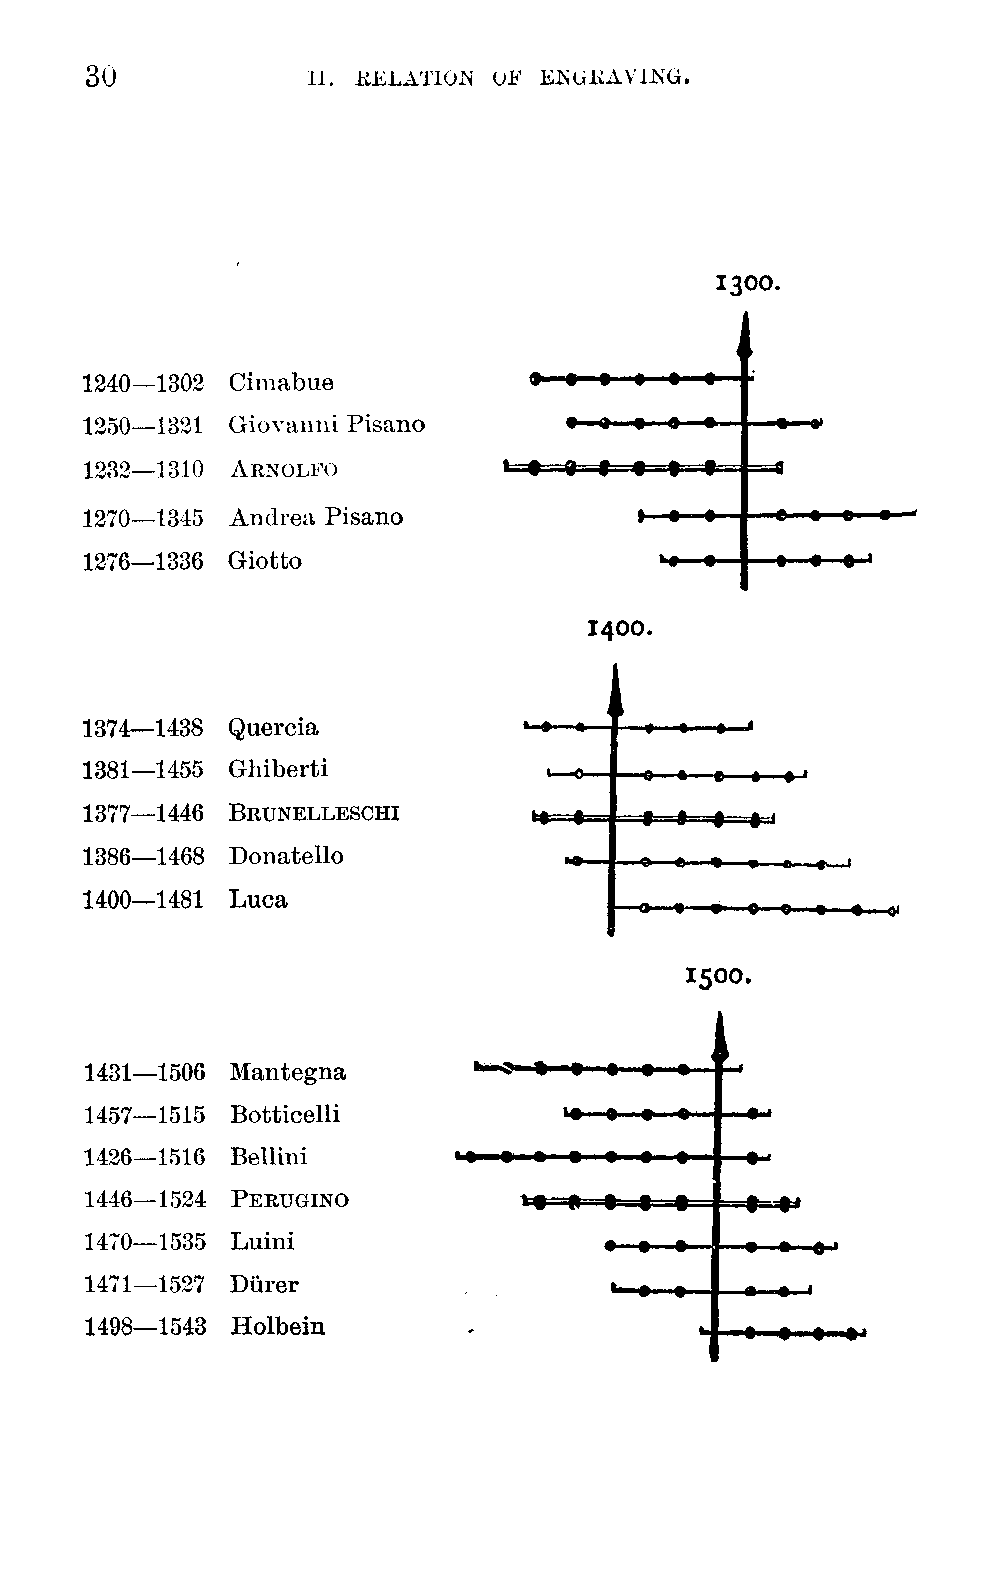 30 II. RELATION OF ENGRAVING.
1300.
1240—1302 Cimabue
1250—1321 Giovanni Pisano
1232—1310 ARNOLFO
1270—1345 Andrea Pisano
1276—1336 Giotto
1400.
1374—1438 Quercia
1381—1455 Ghiberti
1377—1446 BRUNELLESCHI
1386—1468 Donatello
1400—1481 Luca
1500.
1431—1506 Mantegna
1457—1515 Botticelli
1426—1516 Bellini
1446—1524 PERUGINO
1470—1535 Luini
1471—1527 Dürer
1498—1543 Holbein